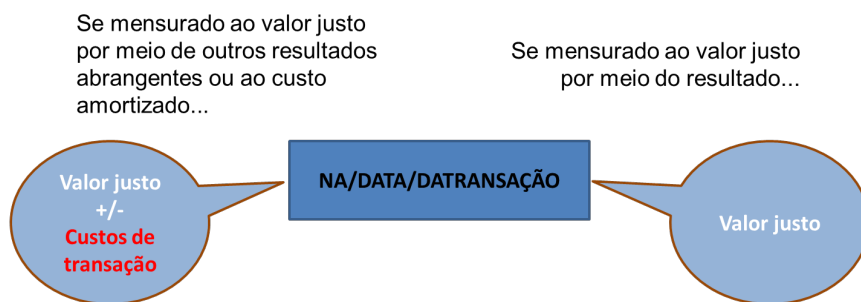 Se mensurado ao valor justo
por meio de outros resultados
abrangentes ou ao custo
amortizado...
Se mensurado ao valor justo
por meio do resultado...
Valor justo
+/-
Custos de
transação
NA/DATA/DATRANSAÇÃO
Valor justo